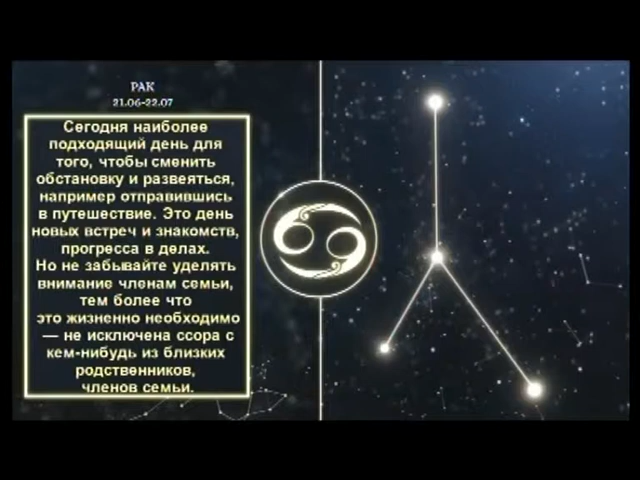 РАК
21.06-22.07
Сегодня наиболее
подходящий день для
того, чтобы сменить
обстановку и развеяться,
например отправившись
в путешествие. Это день
новых встреч и знакомств,
прогресса в делах.
Но не забывайте уделять
внимание членам семьи,
тем более что
это жизненно необходимо
— не исключена ссора с
кем-нибудь из близких
родственников,
членов семьи.